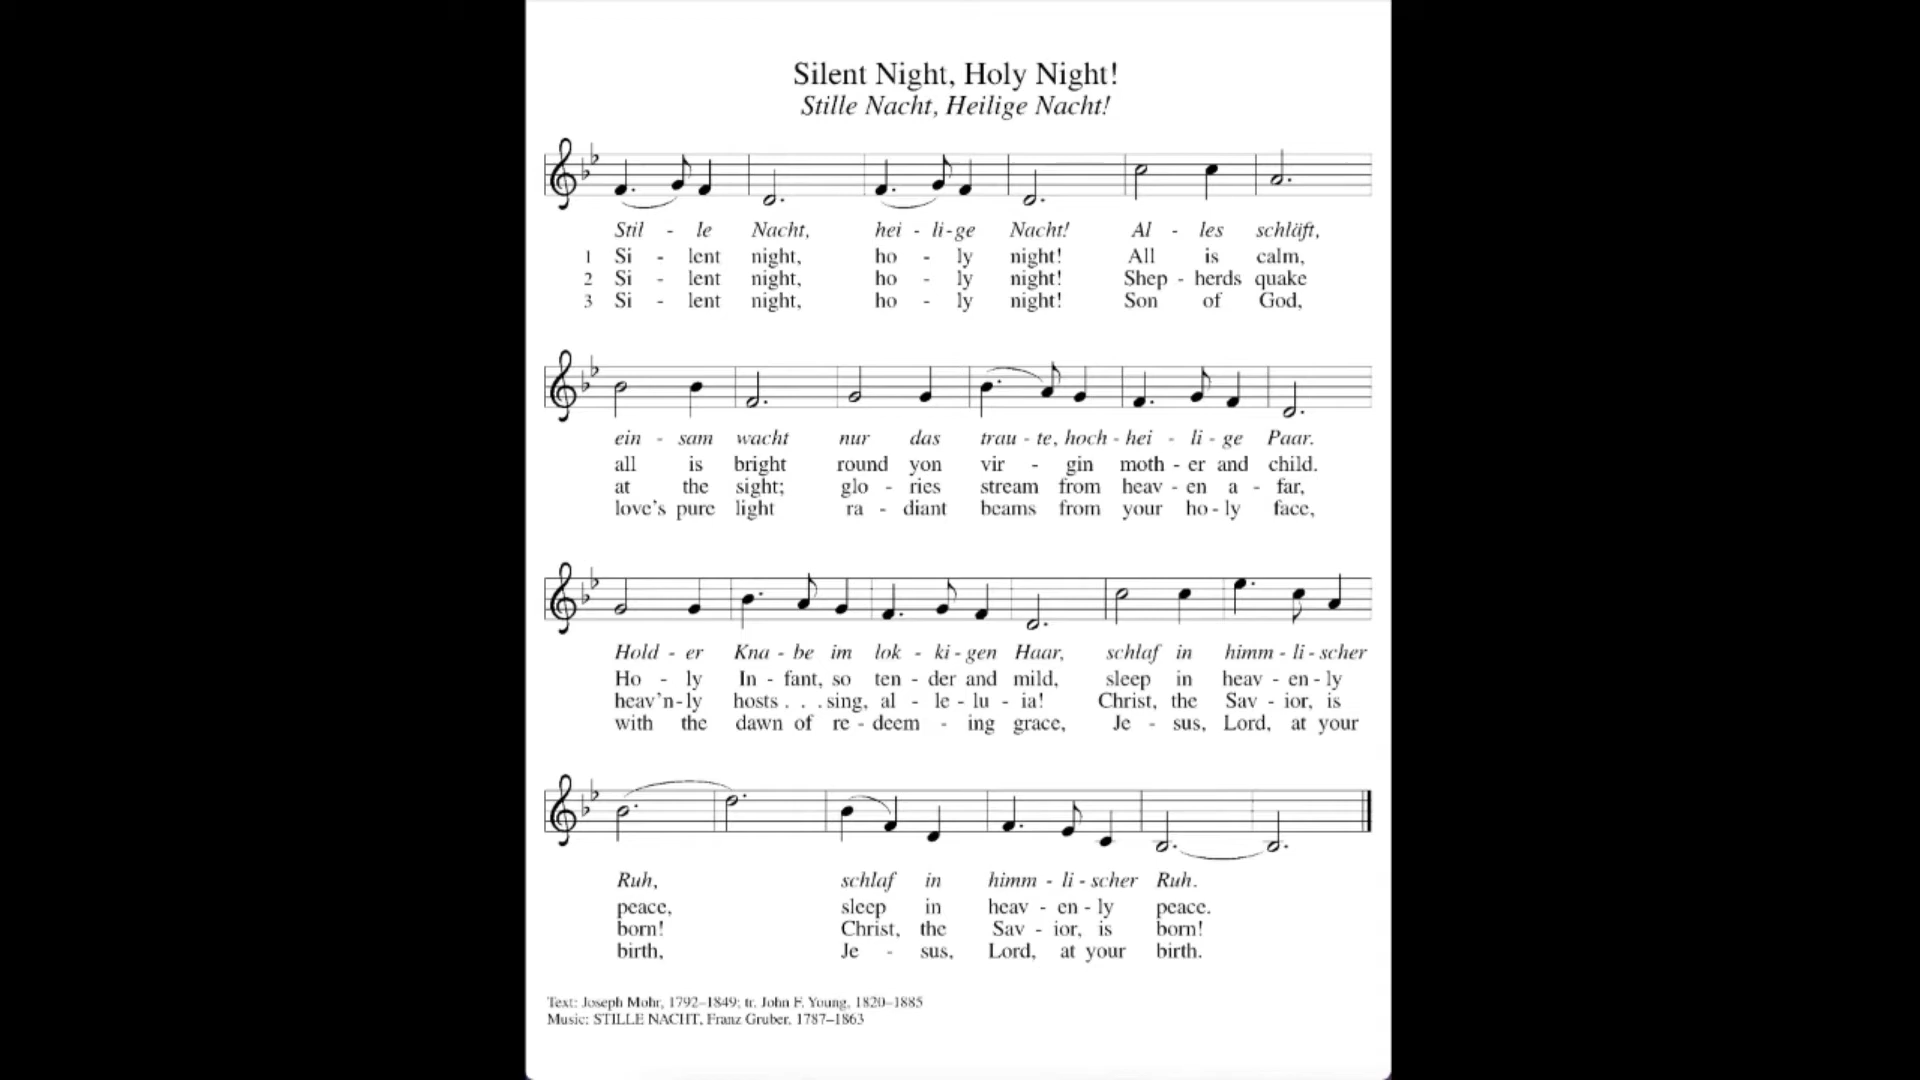 Silent Night, Holy Night!
Stille Nacht, Heilige Nacht!
Stil - le Nacht, hei - li - ge Nacht! Al - les schläft,
1 Si - lent night, ho - ly night! All is calm,
2 Si - lent night, ho - ly night! Shep - herds quake
3 Si - lent night, ho - ly night! Son of God,
ein - sam wacht nur das trau - te, hoch - hei - li - ge Paar.
all is bright round yon vir - gin moth - er and child.
at the sight; glo - ries stream from heav - en a - far,
love's pure light ra - diant beams from your ho - ly face,
Hold - er Kna - be im lok - ki - gen Haar, schlaf in himm - li - scher
Ho - ly In - fant, so ten - der and mild, sleep in heav - en - ly
heav'n - ly hosts . . . sing, al - le - lu - ia! Christ, the Sav - ior, is
with the dawn of re - deem - ing grace, Je - sus, Lord, at your
Ruh, schlaf in himm - li - scher Ruh.
peace, sleep in heav - en - ly peace.
born! Christ, the Sav - ior, is born!
birth, Je - sus, Lord, at your birth.
Text: Joseph Mohr, 1792–1849; tr. John F. Young, 1820–1885
Music: STILLE NACHT, Franz Gruber, 1787–1863